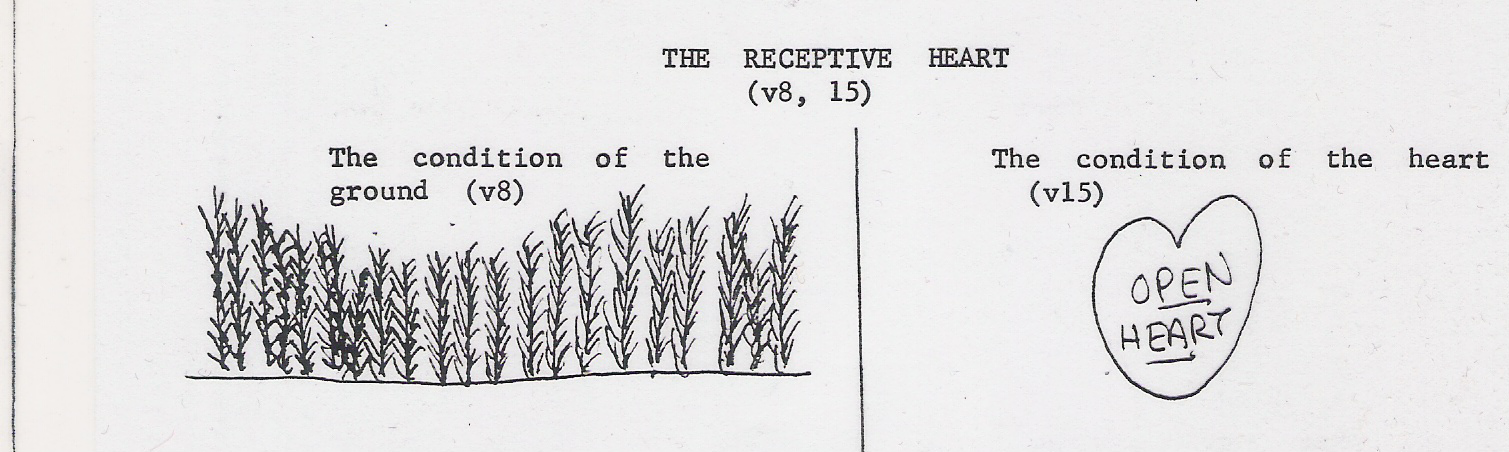 THE RECEPTIVE HEART
(v8, 15)
The condition of the
ground (v8)
The condition of the heart
(v15)
OPEN
HEART